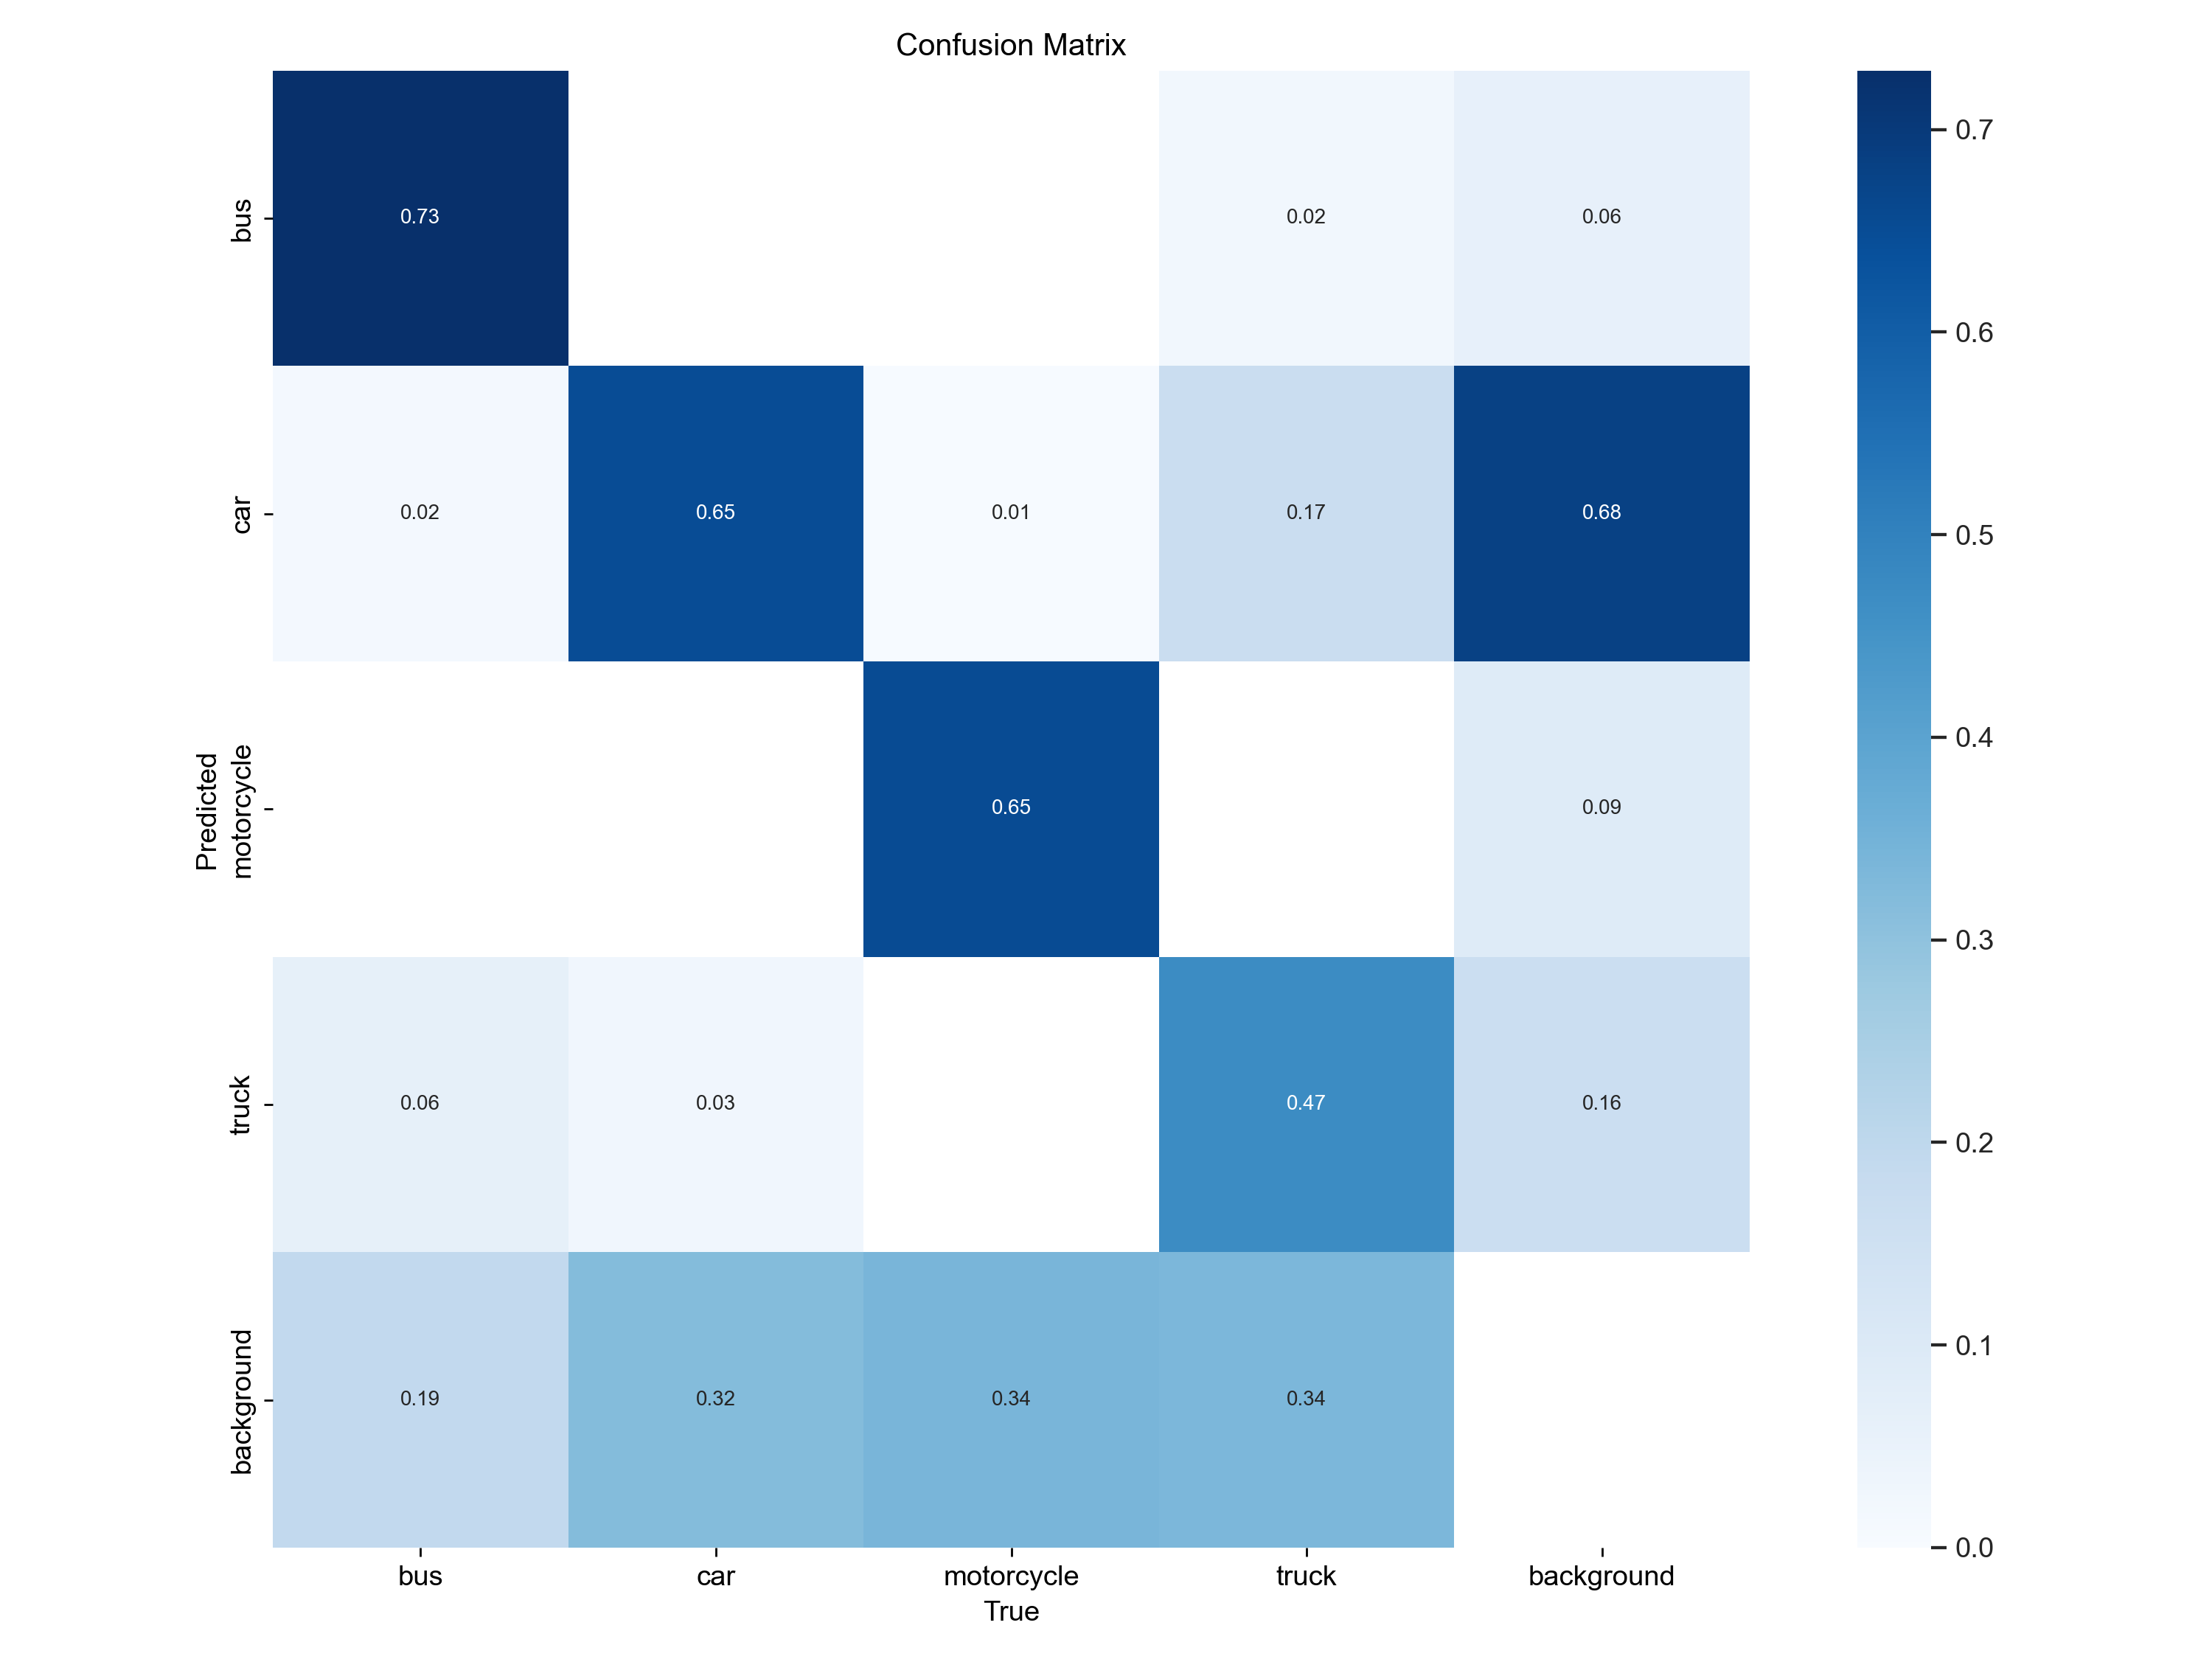 Confusion Matrix
bus
0.73
0.02
0.06
car
0.02
0.65
0.01
0.17
0.68
Predicted
motorcycle
0.65
0.09
truck
0.06
0.03
0.47
0.16
background
0.19
0.32
0.34
0.34
bus
car
motorcycle
truck
background
True
0.7
0.6
0.5
0.4
0.3
0.2
0.1
0.0